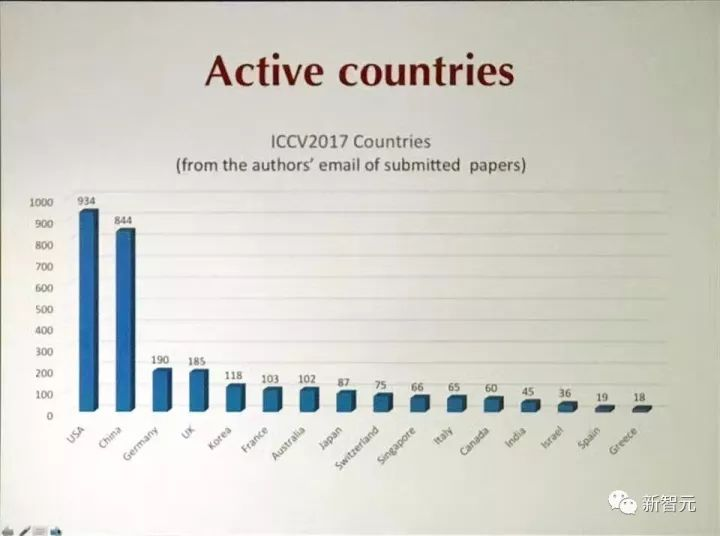 Active countries
ICCV2017 Countries
(from the authors' email of submitted papers)
1000
900
800
700
600
500
400
300
200
100
0
934
844
190
185
118
103
102
87
75
66
65
60
45
36
19
18
USA
China
Germany
UK
Korea
France
Australia
Japan
Switzerland
Singapore
Italy
Canada
India
Israel
Spain
Greece
新智元